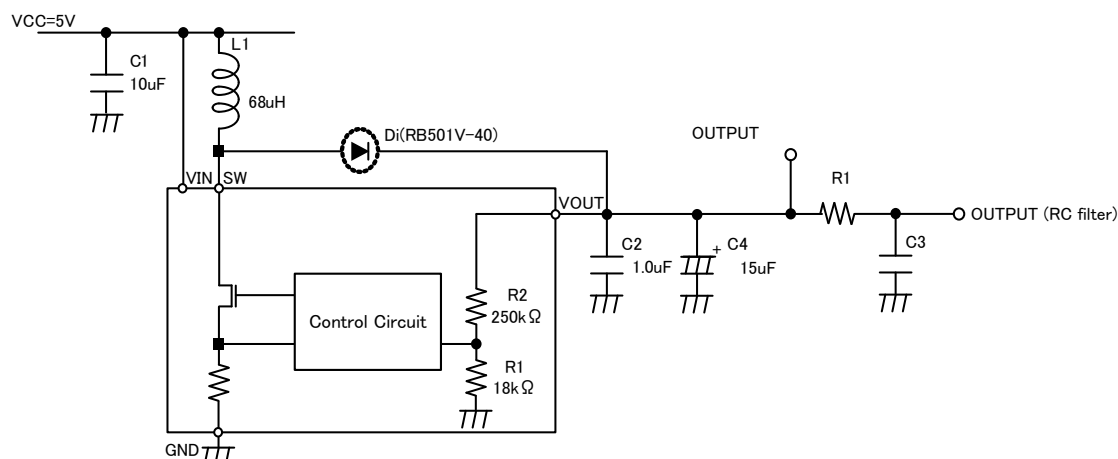 VCC=5V
L1
C1
10uF
68uH
Di(RB501V-40)
OUTPUT
VIN
SW
VOUT
R1
OUTPUT (RC filter)
C2
1.0uF
+
C4
15uF
C3
R2
250kΩ
Control Circuit
R1
18kΩ
GND